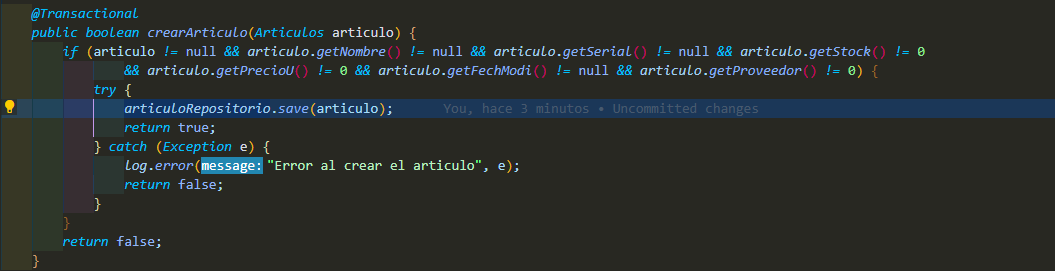 @Transactional
public boolean crearArticulo(Articulos articulo) {
if (articulo != null && articulo.getNombre() != null && articulo.getSerial() != null && articulo.getStock() != 0
&& articulo.getPrecioU() != 0 && articulo.getFechModi() != null && articulo.getProveedor() != 0) {
try {
articuloRepositorio.save(articulo); You, hace 3 minutos • Uncommitted changes
return true;
} catch (Exception e) {
log.error(message: "Error al crear el articulo", e);
return false;
}
}
return false;
}